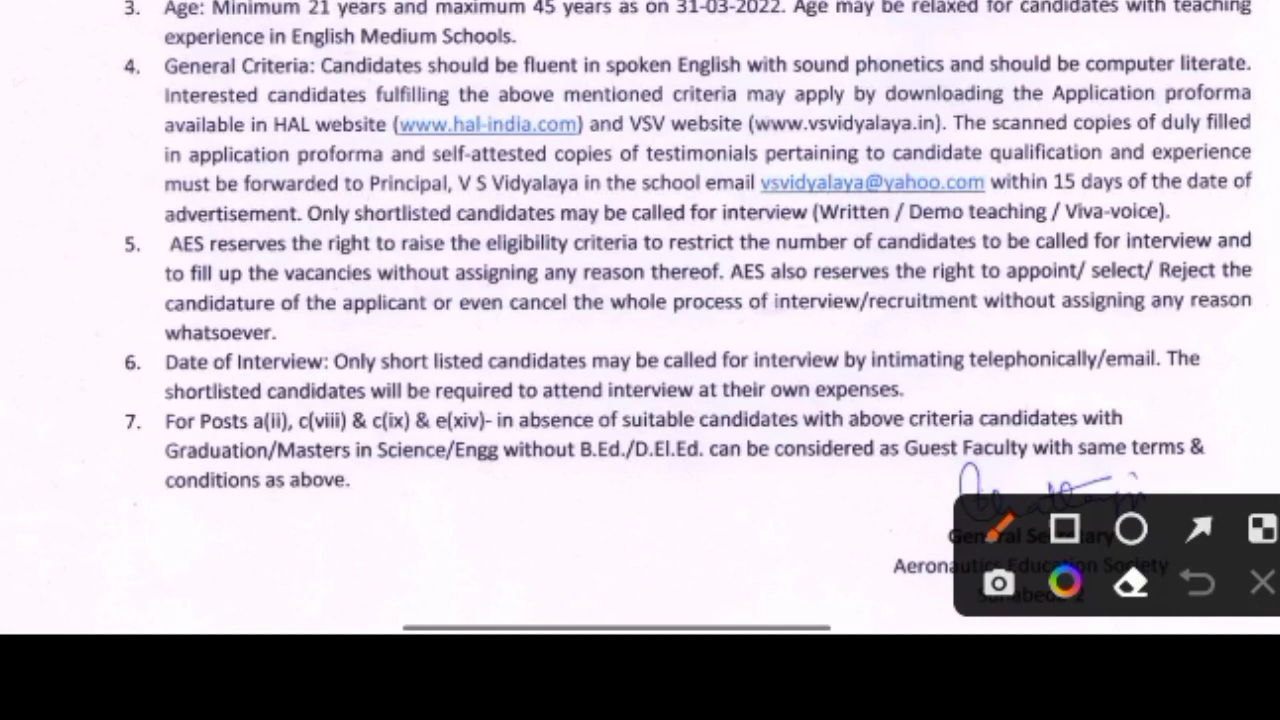 3. Age: Minimum 21 years and maximum 45 years as on 31-03-2022. Age may be relaxed for candidates with teaching
experience in English Medium Schools.
4. General Criteria: Candidates should be fluent in spoken English with sound phonetics and should be computer literate.
Interested candidates fulfilling the above mentioned criteria may apply by downloading the Application proforma
available in HAL website (www.hal-india.com) and VSV website (www.vsvidyalaya.in). The scanned copies of duly filled
in application proforma and self-attested copies of testimonials pertaining to candidate qualification and experience
must be forwarded to Principal, V S Vidyalaya in the school email vsvidyalaya@yahoo.com within 15 days of the date of
advertisement. Only shortlisted candidates may be called for interview (Written / Demo teaching / Viva-voice).
5. AES reserves the right to raise the eligibility criteria to restrict the number of candidates to be called for interview and
to fill up the vacancies without assigning any reason thereof. AES also reserves the right to appoint/ select/ Reject the
candidature of the applicant or even cancel the whole process of interview/recruitment without assigning any reason
whatsoever.
6. Date of Interview: Only short listed candidates may be called for interview by intimating telephonically/email. The
shortlisted candidates will be required to attend interview at their own expenses.
7. For Posts a(ii), c(viii) & c(ix) & e(xiv)- in absence of suitable candidates with above criteria candidates with
Graduation/Masters in Science/Engg without B.Ed./D.El.Ed. can be considered as Guest Faculty with same terms &
conditions as above.
General Secretary
Aeronautics Education Society